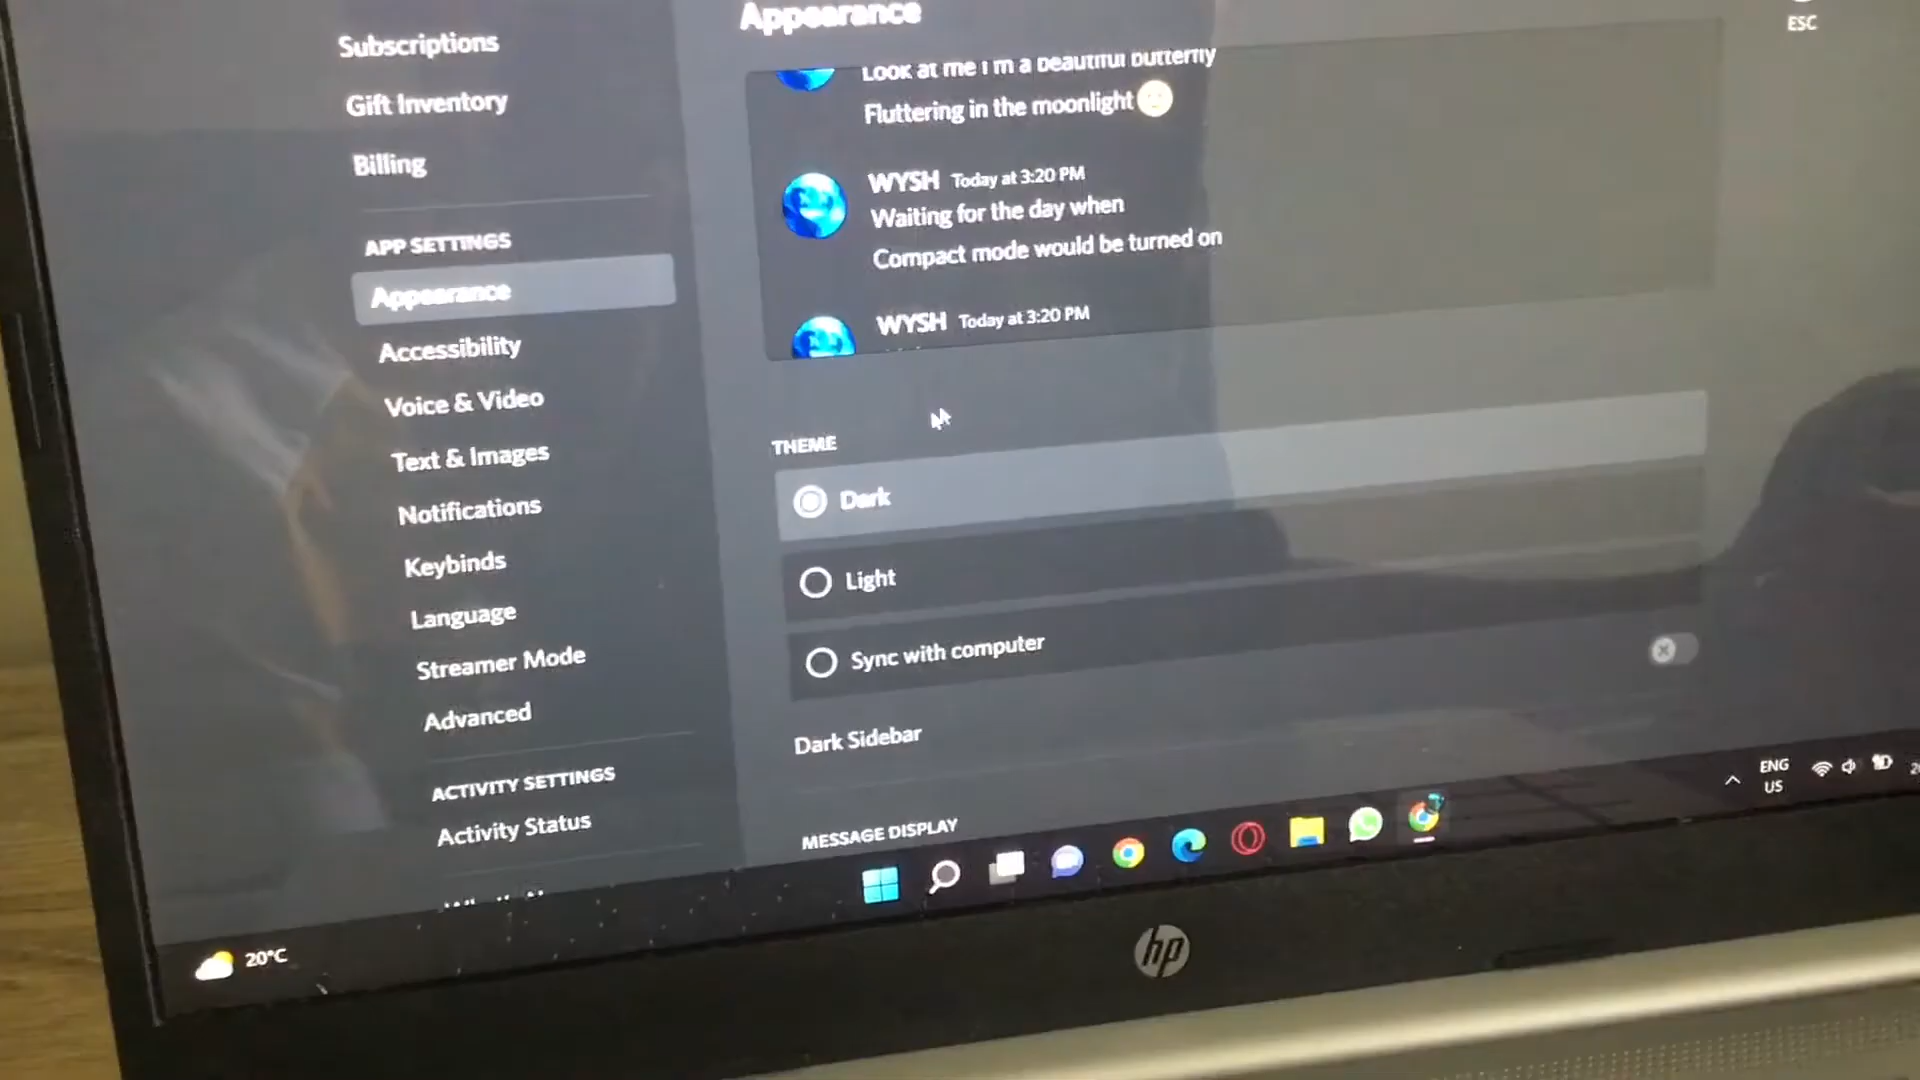 Subscriptions
Gift Inventory
Billing
APP SETTINGS
Appearance
Accessibility
Voice & Video
Text & Images
Notifications
Keybinds
Language
Streamer Mode
Advanced
ACTIVITY SETTINGS
Activity Status
Appearance
ESC
Look at me I'm a beautiful butterfly
Fluttering in the moonlight
WYSH Today at 3:20 PM
Waiting for the day when
Compact mode would be turned on
WYSH Today at 3:20 PM
THEME
Dark
Light
Sync with computer
Dark Sidebar
MESSAGE DISPLAY
ENG
US
20°C
hp